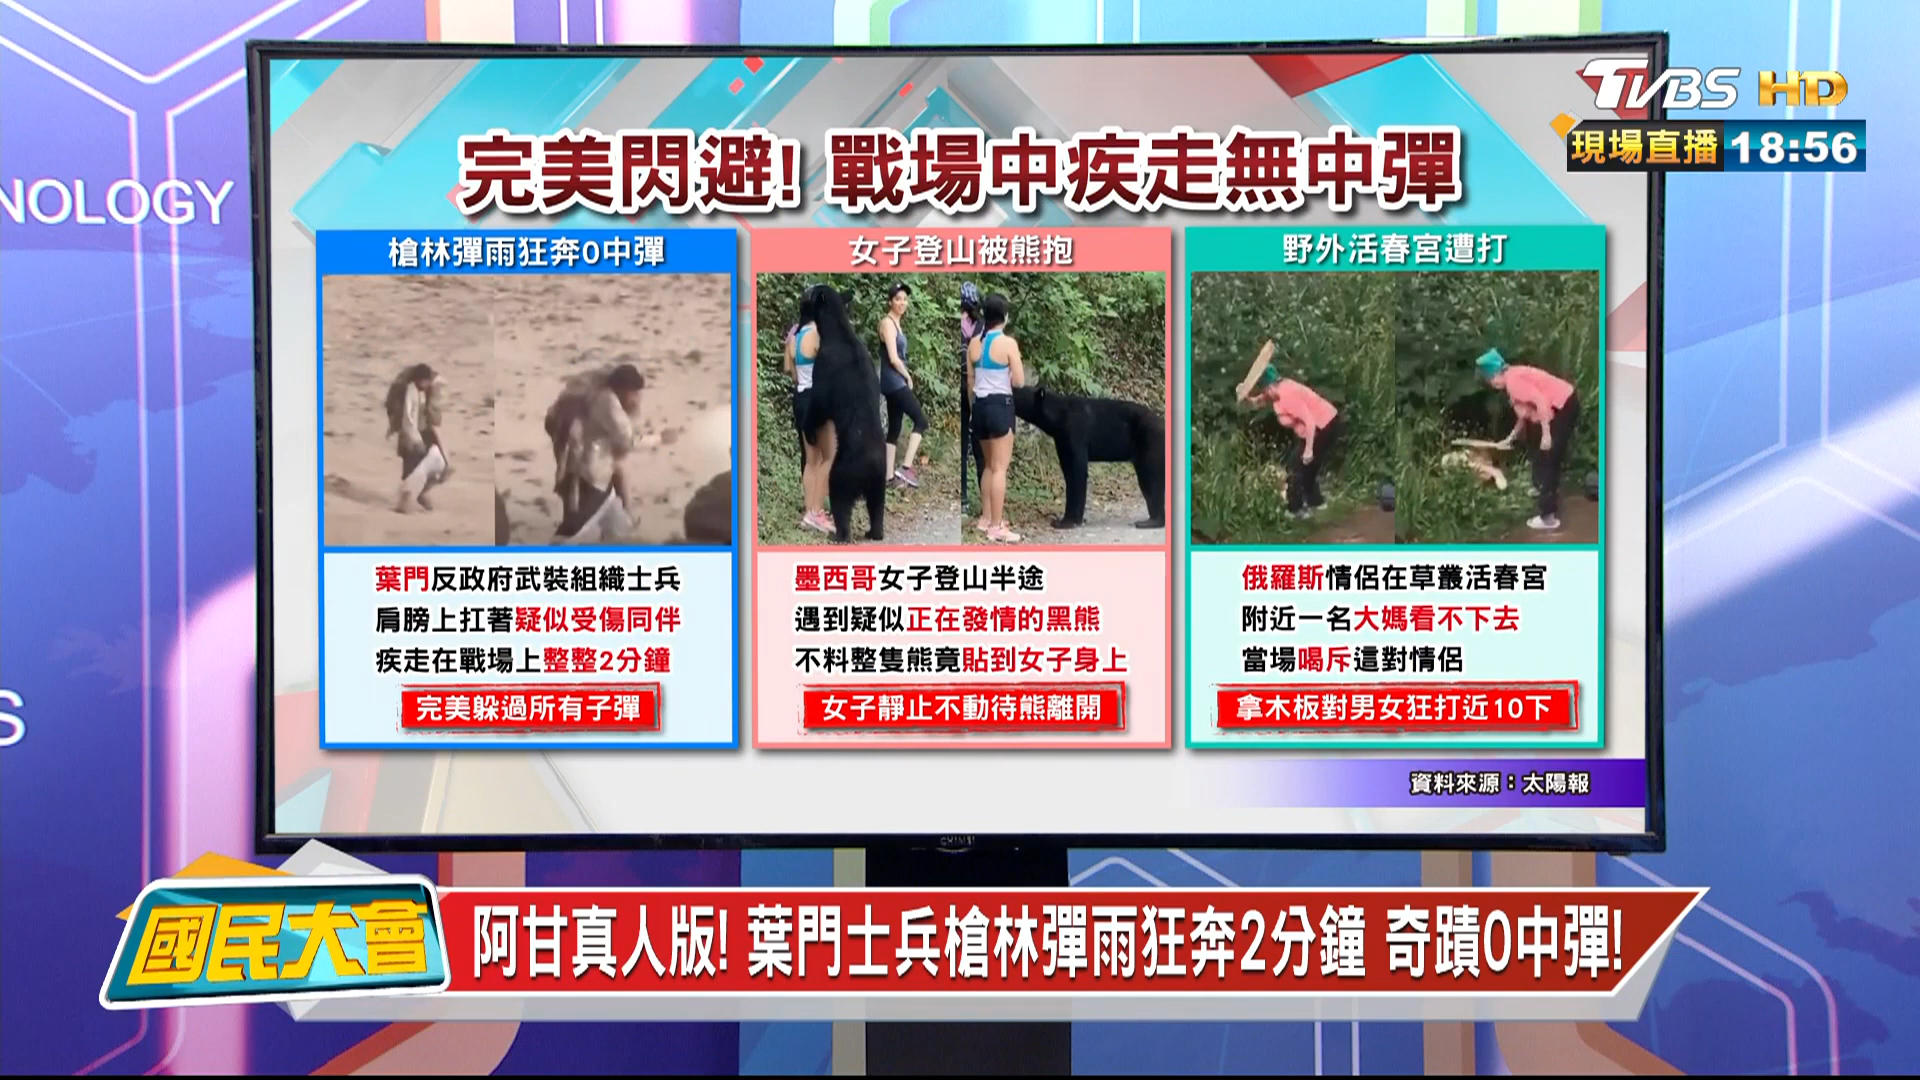 TVBS HD
現場直播 18:56
NOLOGY
S
完美閃避! 戰場中疾走無中彈
槍林彈雨狂奔0中彈
葉門反政府武裝組織士兵
肩膀上扛著疑似受傷同伴
疾走在戰場上整整2分鐘
完美躲過所有子彈
女子登山被熊抱
墨西哥女子登山半途
遇到疑似正在發情的黑熊
不料整隻熊竟貼到女子身上
女子靜止不動待熊離開
野外活春宮遭打
俄羅斯情侶在草叢活春宮
附近一名大媽看不下去
當場喝斥這對情侶
拿木板對男女狂打近10下
資料來源：太陽報
CHIMEI
國民大會
阿甘真人版! 葉門士兵槍林彈雨狂奔2分鐘 奇蹟0中彈!